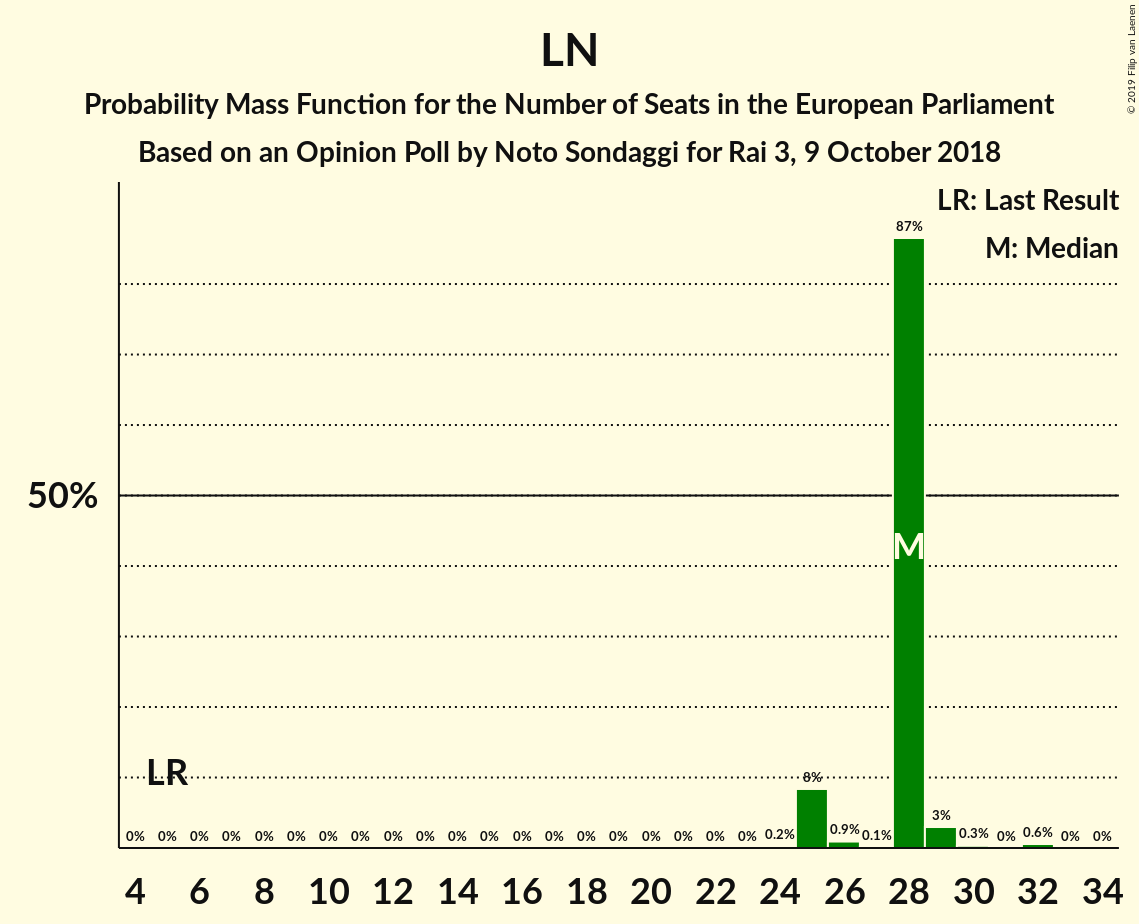 LN
Probability Mass Function for the Number of Seats in the European Parliament
Based on an Opinion Poll by Noto Sondaggi for Rai 3, 9 October 2018
© 2019 Filip van Laenen
LR: Last Result
M: Median
87%
50%
M
LR
8%
3%
0% 0% 0% 0% 0% 0% 0% 0% 0% 0% 0% 0% 0% 0% 0% 0% 0% 0% 0% 0% 0.2% 0.9% 0.1% 0.3% 0% 0.6% 0% 0%
4 6 8 10 12 14 16 18 20 22 24 26 28 30 32 34